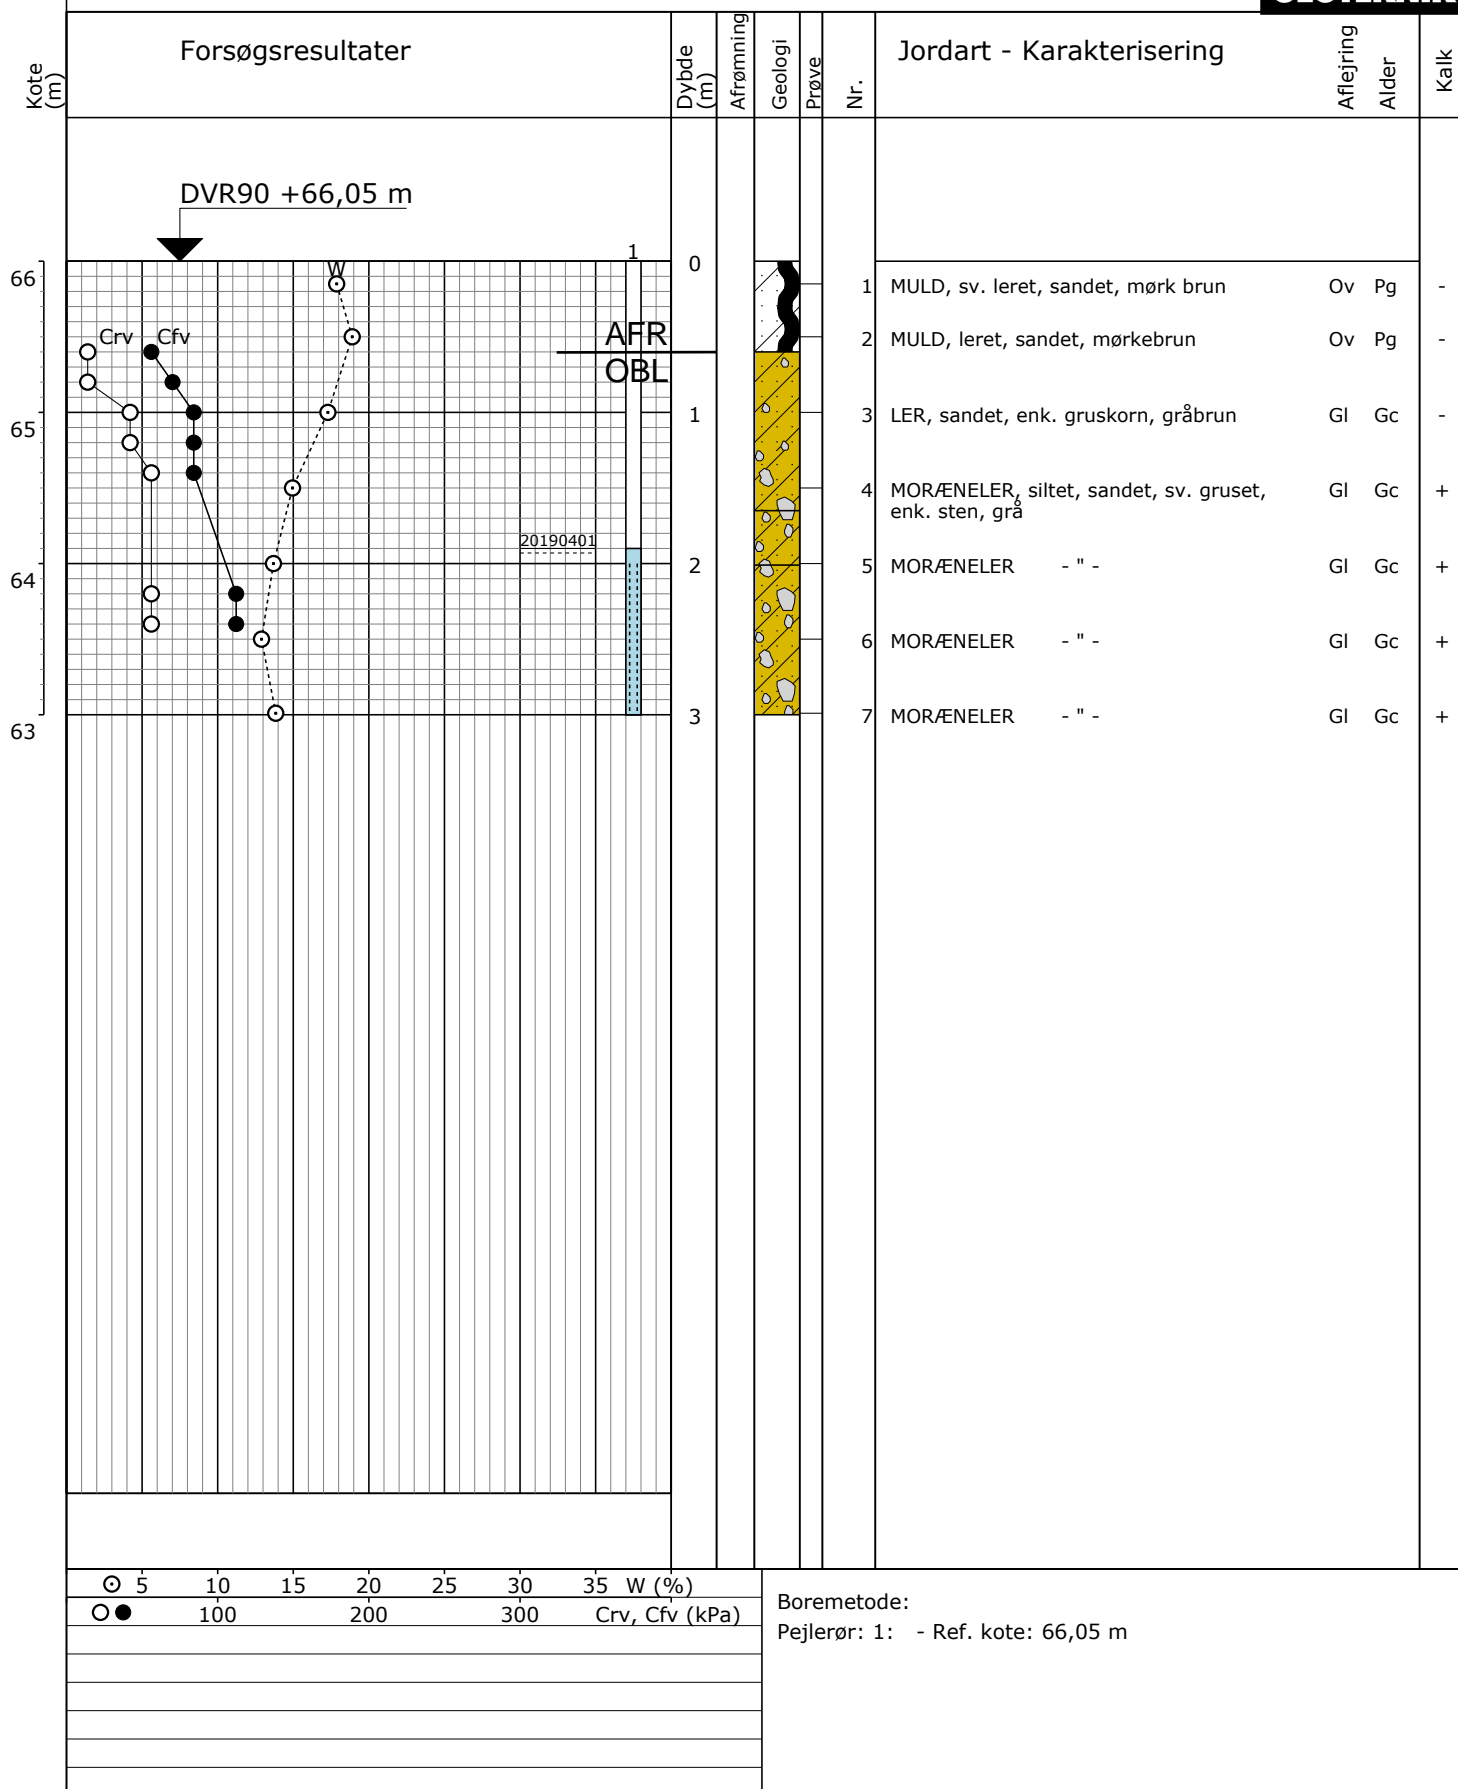 Kote (m)
Forsøgsresultater
Dybde (m)
Afrømning
Geologi
Prøve
Nr.
Jordart - Karakterisering
Aflejring
Alder
Kalk
DVR90 +66,05 m
1
W
0
66
1 MULD, sv. leret, sandet, mørk brun Ov Pg -
Crv Cfv
AFR
2 MULD, leret, sandet, mørkebrun Ov Pg -
OBL
65
1
3 LER, sandet, enk. gruskorn, gråbrun Gl Gc -
4 MORÆNELER, siltet, sandet, sv. gruset, Gl Gc +
enk. sten, grå
20190401
64
2
5 MORÆNELER - " - Gl Gc +
6 MORÆNELER - " - Gl Gc +
63
3
7 MORÆNELER - " - Gl Gc +
5 10 15 20 25 30 35 W (%)
100 200 300 Crv, Cfv (kPa)
Boremetode:
Pejlerør: 1: - Ref. kote: 66,05 m